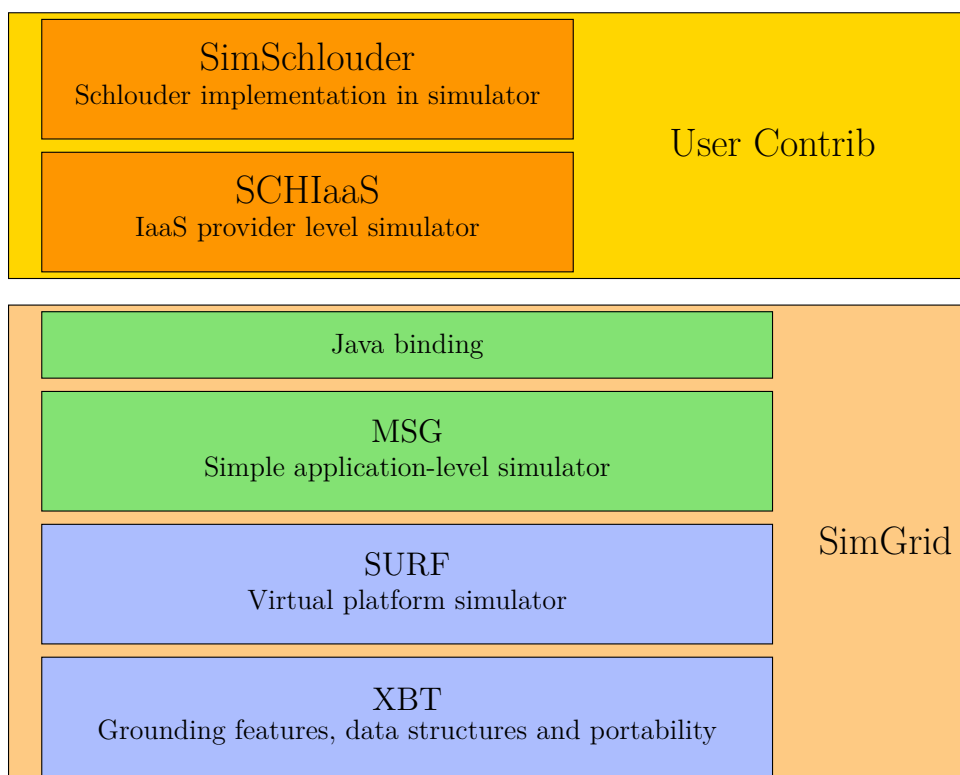 SimSchlouder
Schlouder implementation in simulator
SCHIaaS
IaaS provider level simulator
User Contrib
Java binding
MSG
Simple application-level simulator
SURF
Virtual platform simulator
XBT
Grounding features, data structures and portability
SimGrid